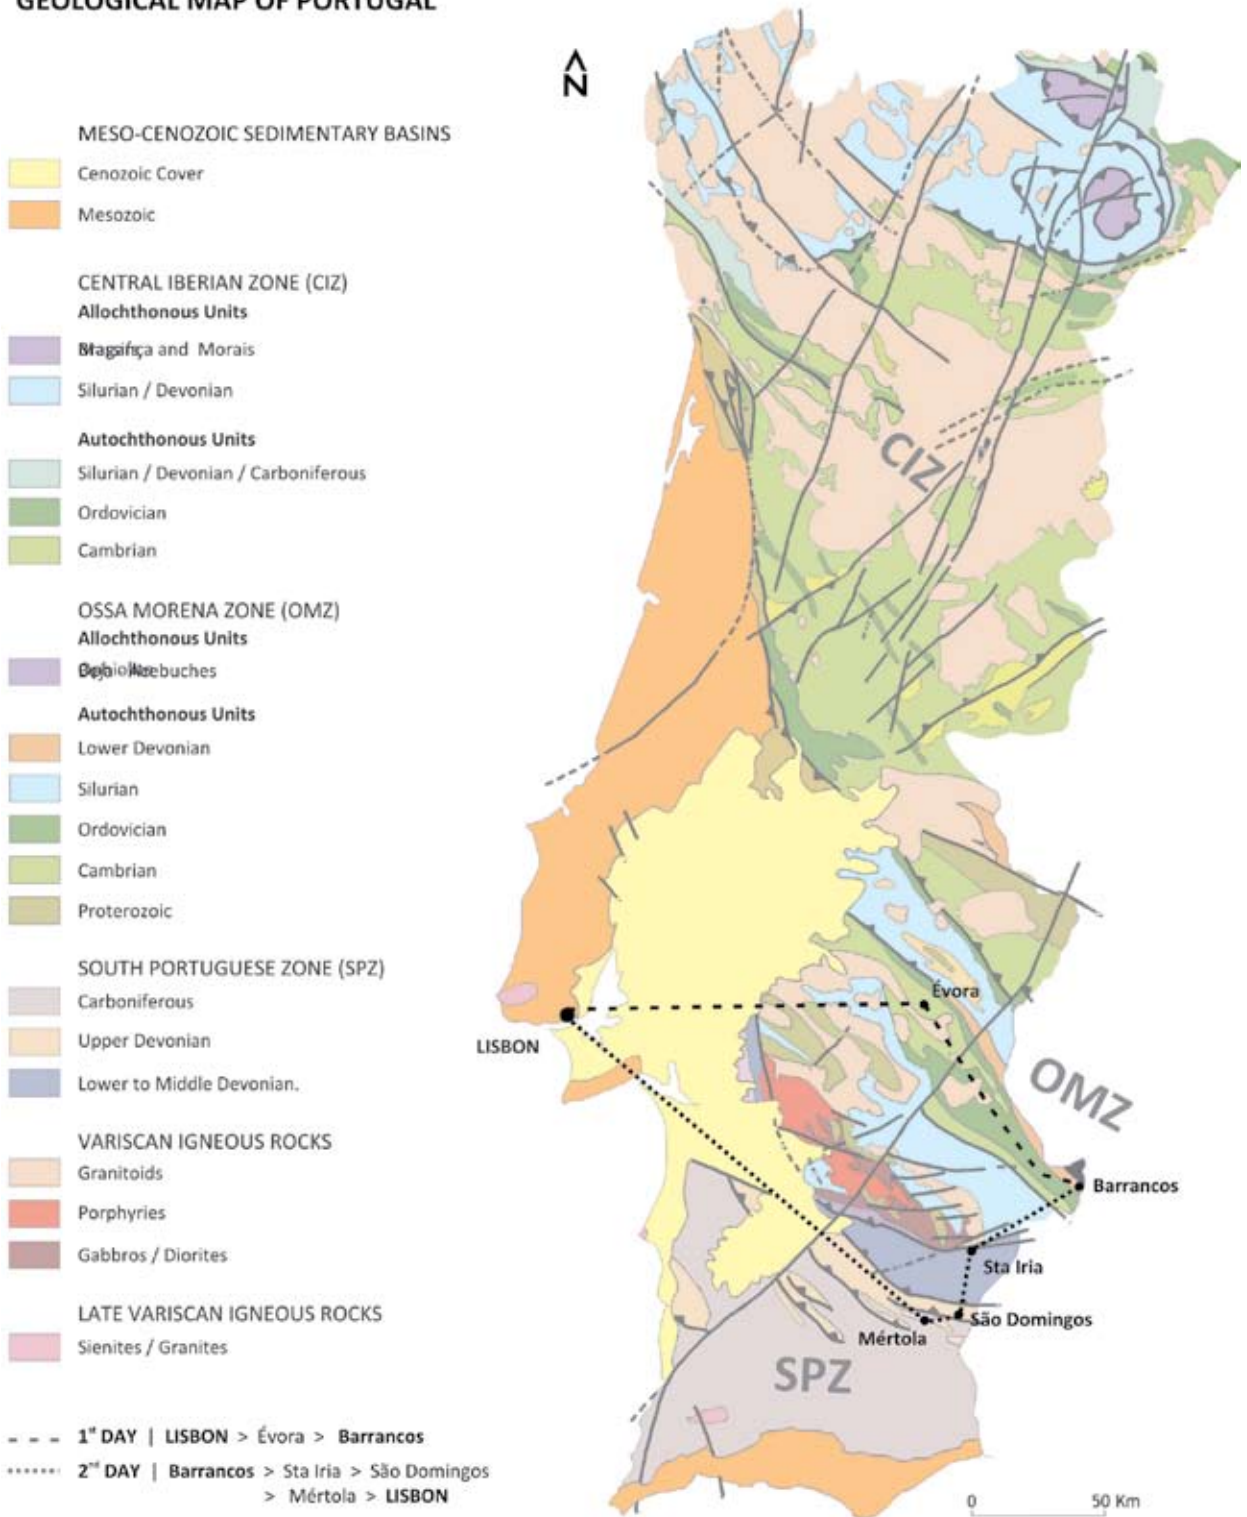 GEOLOGICAL MAP OF PORTUGAL
N
MESO-CENOZOIC SEDIMENTARY BASINS
Cenozoic Cover
Mesozoic
CENTRAL IBERIAN ZONE (CIZ)
Allochthonous Units
and Morais
Silurian / Devonian
Autochthonous Units
Silurian / Devonian / Carboniferous
Ordovician
Cambrian
OSSA MORENA ZONE (OMZ)
Allochthonous Units
Autochthonous Units
Lower Devonian
Silurian
Ordovician
Cambrian
Proterozoic
SOUTH PORTUGUESE ZONE (SPZ)
Carboniferous
Upper Devonian
Lower to Middle Devonian.
VARISCAN IGNEOUS ROCKS
Granitoids
Porphyries
Gabbros / Diorites
LATE VARISCAN IGNEOUS ROCKS
Sienites / Granites
1st DAY | LISBON > Évora > Barrancos
2nd DAY | Barrancos > Sta Iria > São Domingos
> Mértola > LISBON
CIZ
Évora
LISBON
OMZ
Barrancos
Sta Iria
São Domingos
Mértola
SPZ
0 50 Km